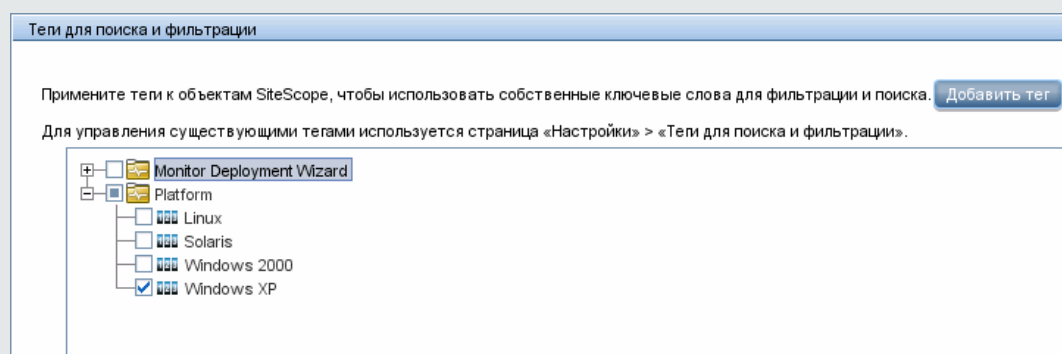 Теги для поиска и фильтрации
Примените теги к объектам SiteScope, чтобы использовать собственные ключевые слова для фильтрации и поиска. Добавить тег
Для управления существующими тегами используется страница «Настройки» > «Теги для поиска и фильтрации».
Monitor Deployment Wizard
Platform
Linux
Solaris
Windows 2000
Windows XP